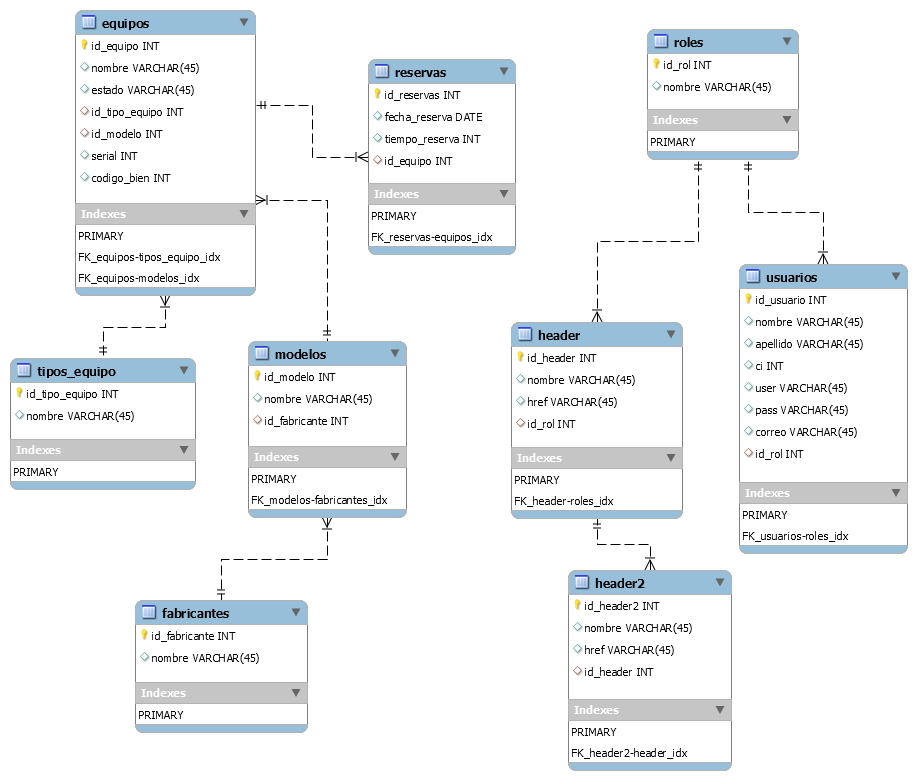 equipos
id_equipo INT
nombre VARCHAR(45)
estado VARCHAR(45)
id_tipo_equipo INT
id_modelo INT
serial INT
codigo_bien INT
Indexes
PRIMARY
FK_equipos-tipos_equipo_idx
FK_equipos-modelos_idx
reservas
id_reservas INT
fecha_reserva DATE
tiempo_reserva INT
id_equipo INT
Indexes
PRIMARY
FK_reservas-equipos_idx
roles
id_rol INT
nombre VARCHAR(45)
Indexes
PRIMARY
usuarios
id_usuario INT
nombre VARCHAR(45)
apellido VARCHAR(45)
ci INT
user VARCHAR(45)
pass VARCHAR(45)
correo VARCHAR(45)
id_rol INT
Indexes
PRIMARY
FK_usuarios-roles_idx
tipos_equipo
id_tipo_equipo INT
nombre VARCHAR(45)
Indexes
PRIMARY
modelos
id_modelo INT
nombre VARCHAR(45)
id_fabricante INT
Indexes
PRIMARY
FK_modelos-fabricantes_idx
header
id_header INT
nombre VARCHAR(45)
href VARCHAR(45)
id_rol INT
Indexes
PRIMARY
FK_header-roles_idx
fabricantes
id_fabricante INT
nombre VARCHAR(45)
Indexes
PRIMARY
header2
id_header2 INT
nombre VARCHAR(45)
href VARCHAR(45)
id_header INT
Indexes
PRIMARY
FK_header2-header_idx